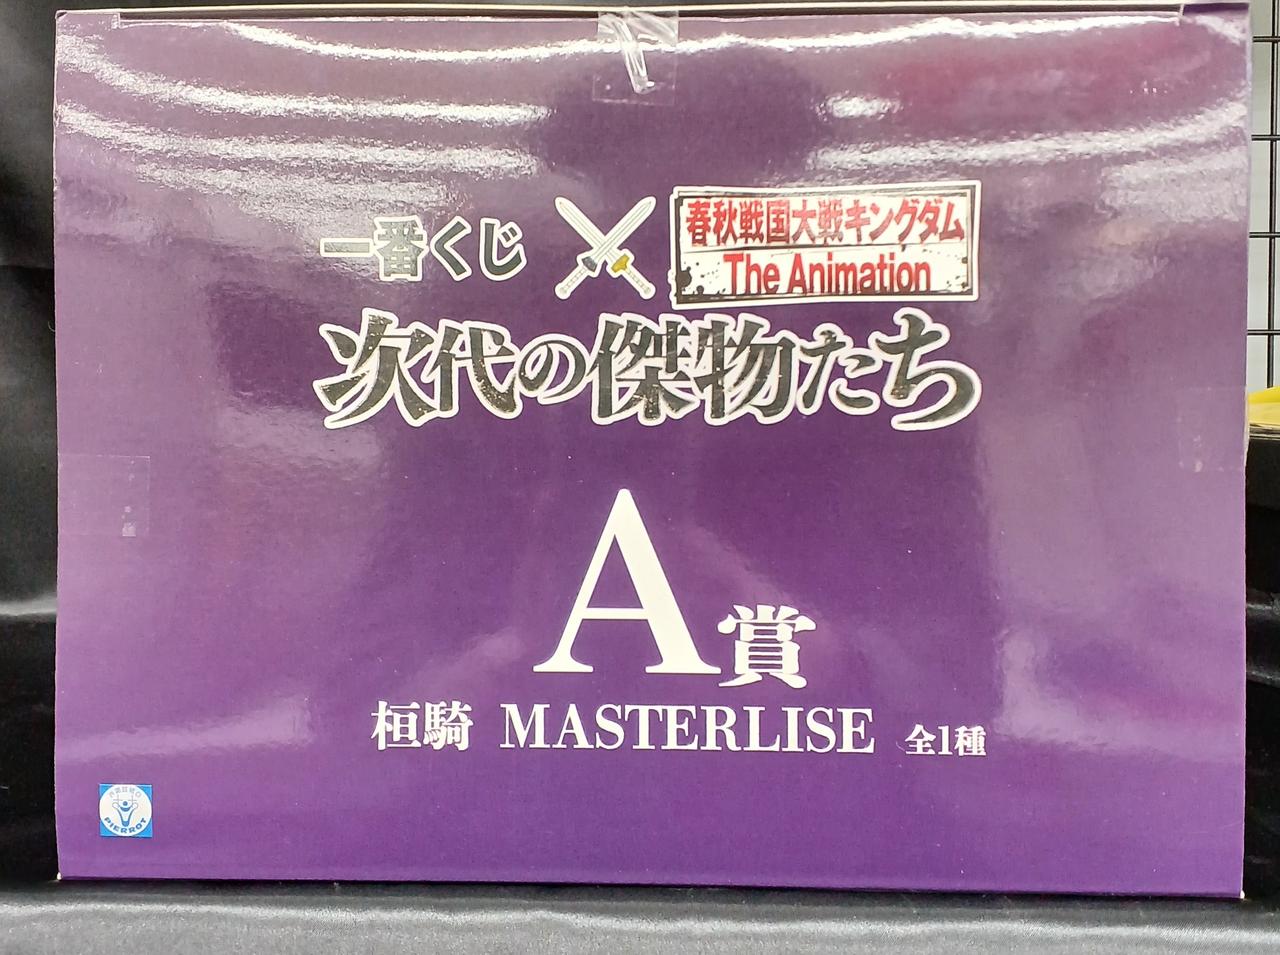 一番くじ
春秋戦国大戦キングダム
The Animation
次代の傑物たち
A賞
桓騎 MASTERLISE 全1種
PIERROT